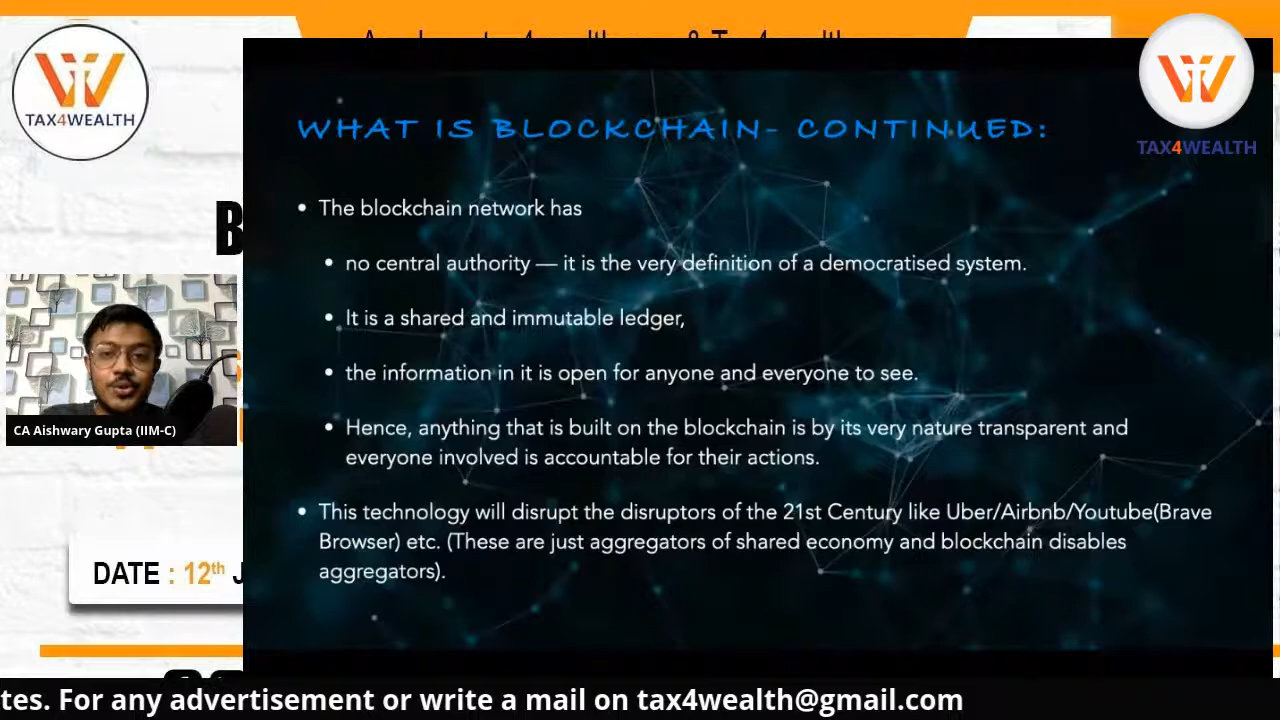 TAX4WEALTH
TAX4WEALTH
WHAT IS BLOCKCHAIN- CONTINUED:
• The blockchain network has
• no central authority — it is the very definition of a democratised system.
• It is a shared and immutable ledger,
• the information in it is open for anyone and everyone to see.
• Hence, anything that is built on the blockchain is by its very nature transparent and
everyone involved is accountable for their actions.
• This technology will disrupt the disruptors of the 21st Century like Uber/Airbnb/Youtube(Brave
Browser) etc. (These are just aggregators of shared economy and blockchain disables
aggregators).
B
CA Aishwary Gupta (IIM-C)
DATE : 12th J
tes. For any advertisement or write a mail on tax4wealth@gmail.com